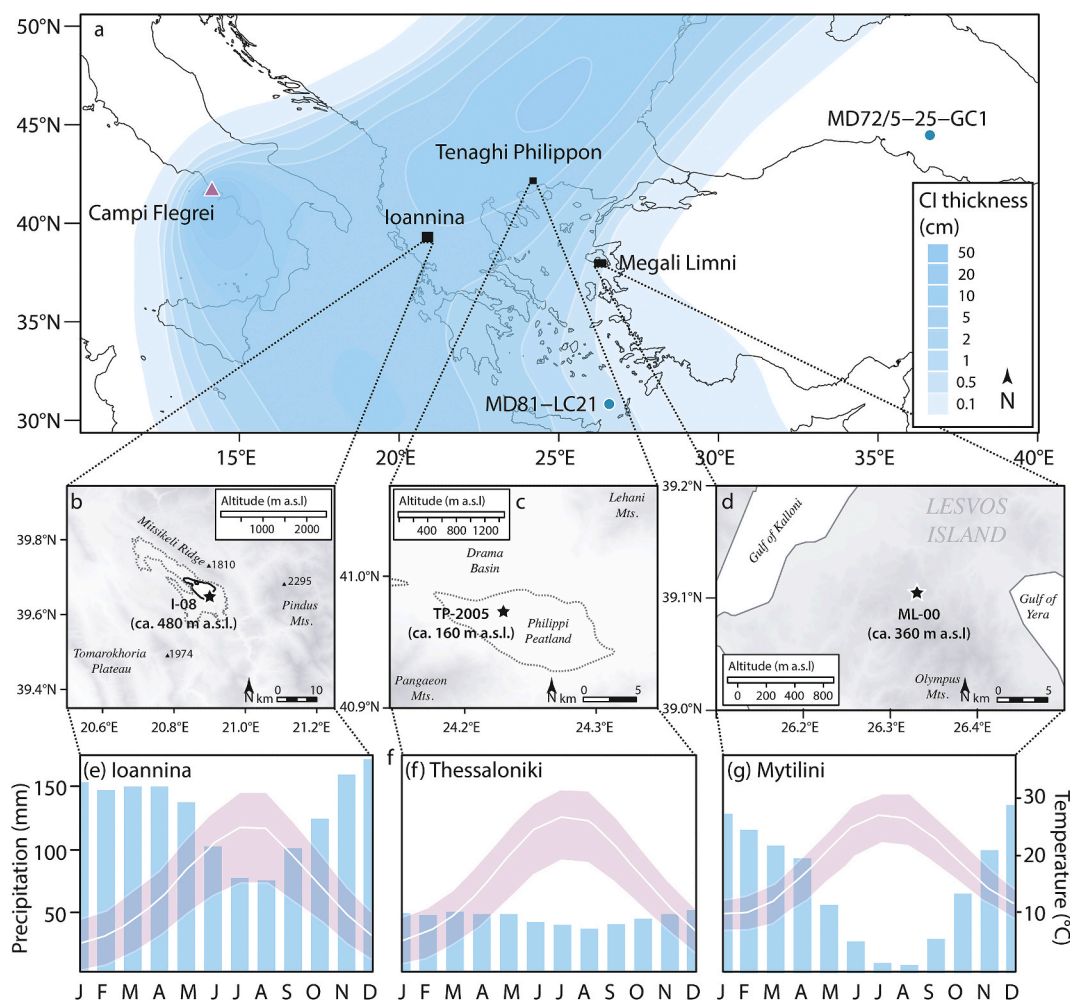 50°N
a
45°N
MD72/5–25–GC1
Tenaghi Philippon
CI thickness
(cm)
50
20
10
5
2
1
0.5
0.1
N
40°N
Campi Flegrei
Ioannina
Megali Limni
35°N
MD81–LC21
30°N
15°E
20°E
25°E
30°E
35°E
40°E
b
Altitude (m a.s.l)
1000
2000
39.8°N
Mitsikeli Ridge
1810
2295
39.6°N
I-08
(ca. 480 m a.s.l.)
Pindus
Mts.
Tomarokhoria
Plateau
1974
39.4°N
N
km
0
10
20.6°E
20.8°E
21.0°E
21.2°E
Altitude (m a.s.l)
400
800
1200
c
Lehani
Mts.
Drama
Basin
41.0°N
TP-2005
(ca. 160 m a.s.l.)
Philippi
Peatland
Pangaeon
Mts.
N
km
0
5
40.9°N
24.2°E
24.3°E
39.2°N
d
LESVOS
ISLAND
Gulf of Kalloni
39.1°N
ML-00
(ca. 360 m a.s.l)
Gulf of
Yera
Altitude (m a.s.l)
0
200
400
800
Olympus
Mts.
N
km
0
5
39.0°N
26.2°E
26.3°E
26.4°E
(e) Ioannina
f
(f) Thessaloniki
(g) Mytilini
Precipitation (mm)
150
100
50
30
20
10
Temperature (°C)
J F M A M J J A S O N D
J F M A M J J A S O N D
J F M A M J J A S O N D